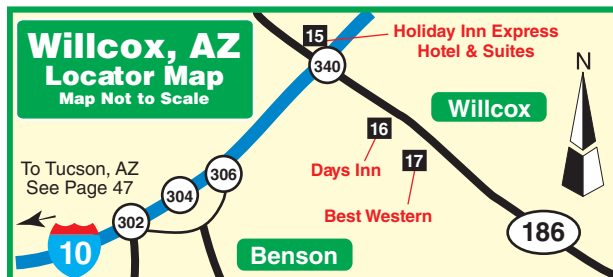 Willcox, AZ
Locator Map
Map Not to Scale
15
Holiday Inn Express
Hotel & Suites
340
N
Willcox
16
17
To Tucson, AZ
See Page 47
306
Days Inn
304
302
Best Western
10
Benson
186